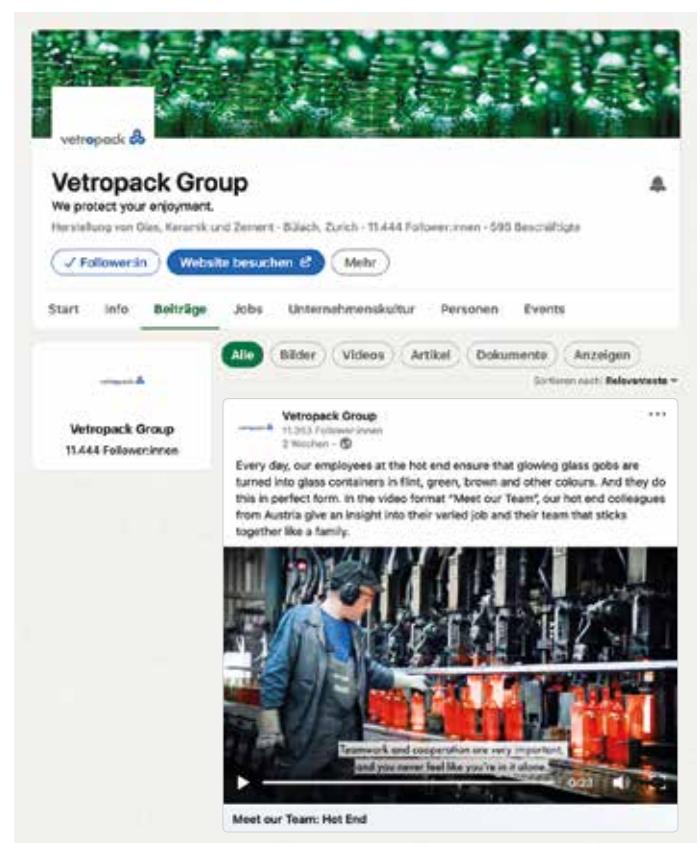 vetropack
Vetropack Group
We protect your enjoyment.
Herstellung von Glas, Keramik und Zement · Bülach, Zurich · 11.444 Follower:innen · 595 Beschäftigte
✓ Follower:in Website besuchen Mehr
Start Info Beiträge Jobs Unternehmenskultur Personen Events
Alle Bilder Videos Artikel Dokumente Anzeigen
Sortieren nach: Relevanteste
vetropack
Vetropack Group
11.444 Follower:innen
Vetropack Group
11.353 Follower:innen
2 Wochen
Every day, our employees at the hot end ensure that glowing glass gobs are
turned into glass containers in flint, green, brown and other colours. And they do
this in perfect form. In the video format "Meet our Team", our hot end colleagues
from Austria give an insight into their varied job and their team that sticks
together like a family.
Teamwork and cooperation are very important,
and you never feel like you're in it alone.
0:23
Meet our Team: Hot End